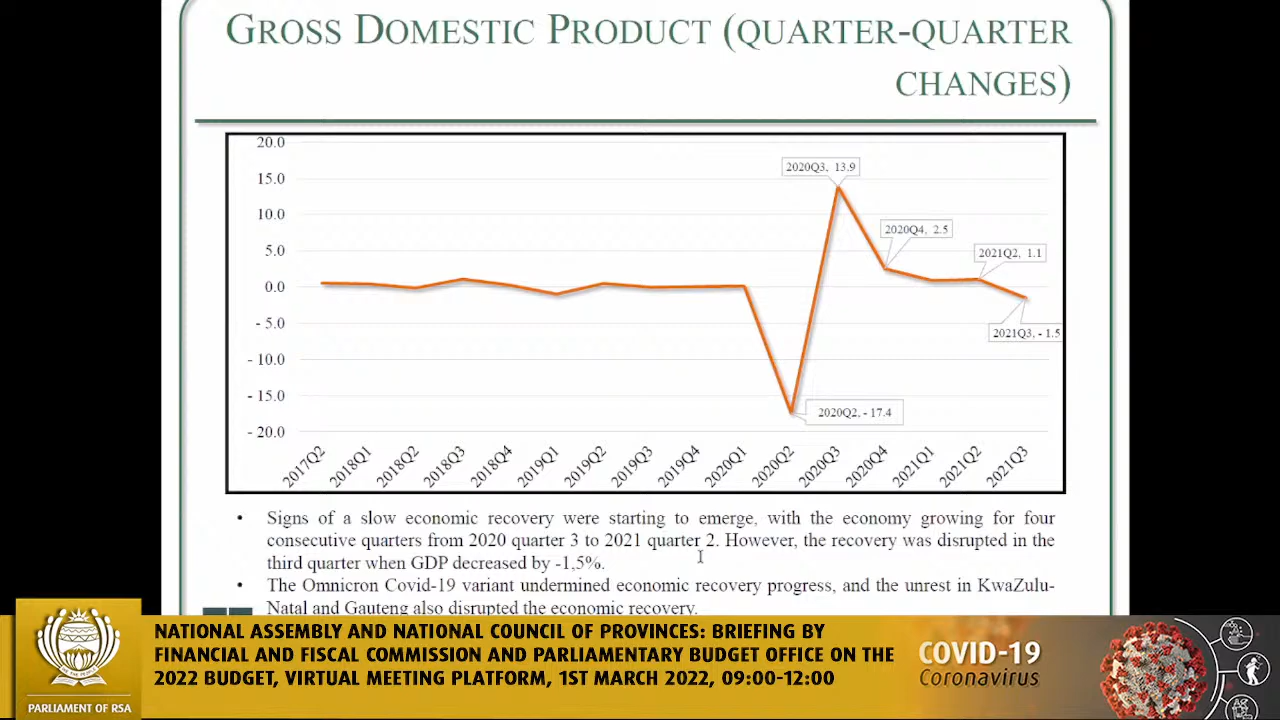 GROSS DOMESTIC PRODUCT (QUARTER-QUARTER
CHANGES)
20.0
15.0
10.0
5.0
0.0
- 5.0
- 10.0
- 15.0
- 20.0
2020Q3, 13.9
2020Q4, 2.5
2021Q2, 1.1
2021Q3, - 1.5
2020Q2, - 17.4
2017Q2
2018Q1
2018Q2
2018Q3
2018Q4
2019Q1
2019Q2
2019Q3
2019Q4
2020Q1
2020Q2
2020Q3
2020Q4
2021Q1
2021Q2
2021Q3
• Signs of a slow economic recovery were starting to emerge, with the economy growing for four
consecutive quarters from 2020 quarter 3 to 2021 quarter 2. However, the recovery was disrupted in the
third quarter when GDP decreased by -1,5%.
• The Omnicron Covid-19 variant undermined economic recovery progress, and the unrest in KwaZulu-
Natal and Gauteng also disrupted the economic recovery.
NATIONAL ASSEMBLY AND NATIONAL COUNCIL OF PROVINCES: BRIEFING BY
FINANCIAL AND FISCAL COMMISSION AND PARLIAMENTARY BUDGET OFFICE ON THE
2022 BUDGET, VIRTUAL MEETING PLATFORM, 1ST MARCH 2022, 09:00-12:00
PARLIAMENT OF RSA
COVID-19
Coronavirus